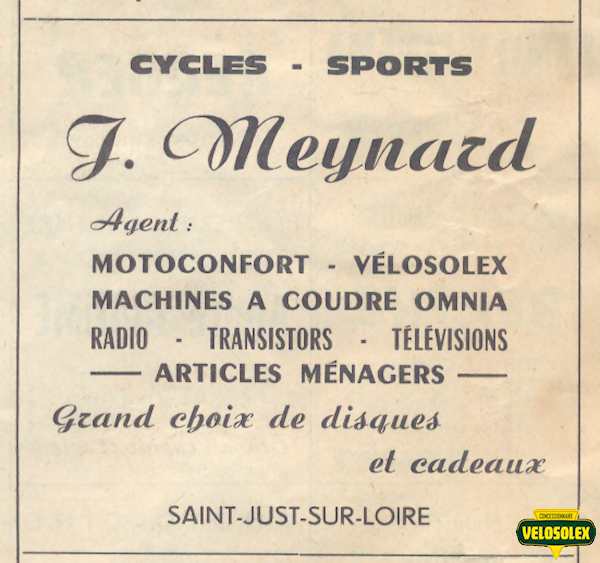 CYCLES - SPORTS
J. Meynard
Agent :
MOTOCONFORT - VÉLOSOLEX
MACHINES A COUDRE OMNIA
RADIO - TRANSISTORS - TÉLÉVISIONS
— ARTICLES MÉNAGERS —
Grand choix de disques
et cadeaux
SAINT-JUST-SUR-LOIRE
CONCESSIONNAIRE
VELOSOLEX